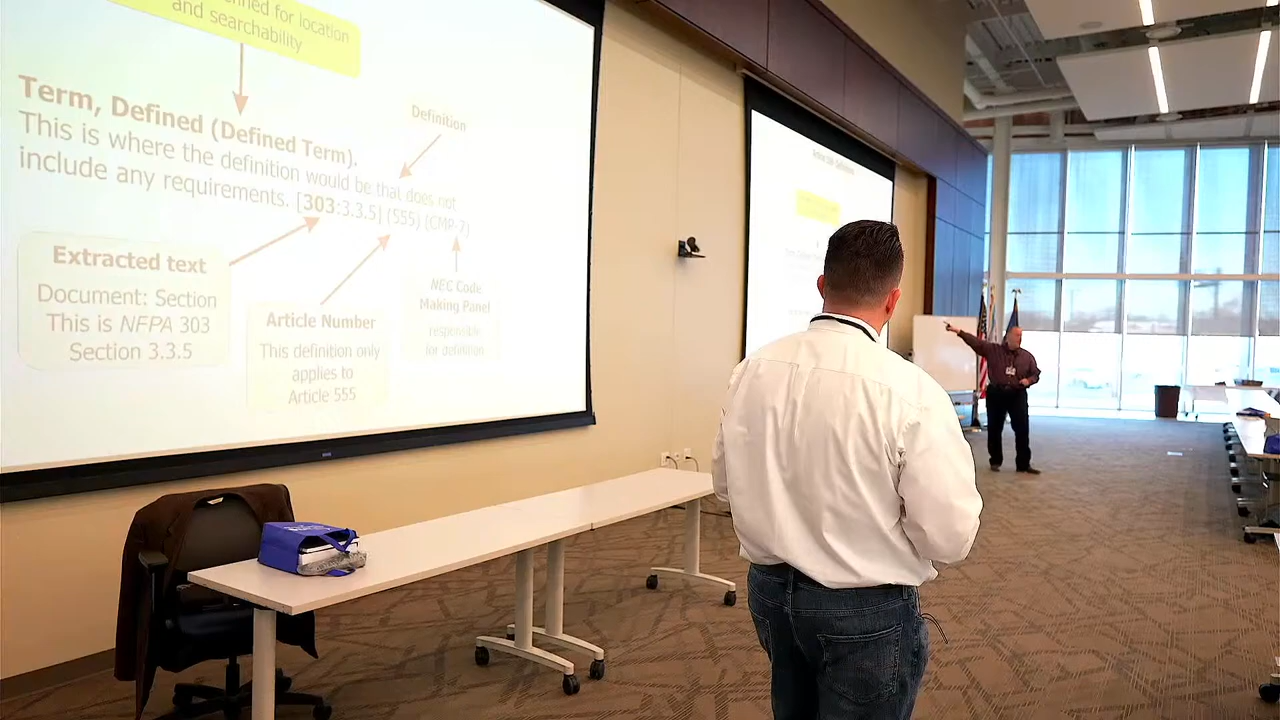 for location
and searchability
Term, Defined (Defined Term).
This is where the definition would be that does not
include any requirements. [303:3.3.5] (555) (CMP-7)
Definition
Extracted text
Document: Section
This is NFPA 303
Section 3.3.5
Article Number
This definition only
applies to
Article 555
NEC Code
Making Panel
responsible
for definition